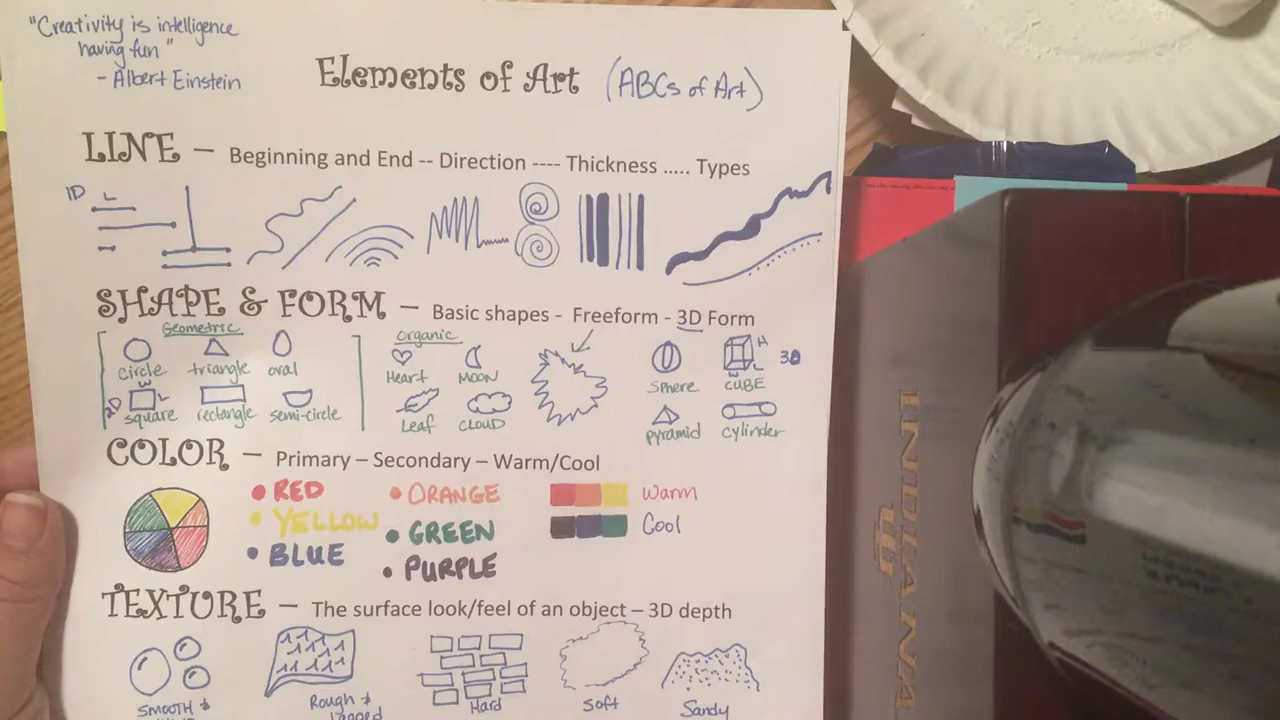 "Creativity is intelligence
having fun"
- Albert Einstein
Elements of Art (ABCs of Art)
LINE – Beginning and End -- Direction ---- Thickness ..... Types
1D L
SHAPE & FORM – Basic shapes - Freeform - 3D Form
Geometric
Organic
circle triangle oval
Heart MOON
Sphere CUBE
H
W
L
3D
2D
W
L
square rectangle semi-circle
Leaf CLOUD
pyramid cylinder
COLOR – Primary – Secondary – Warm/Cool
• RED • ORANGE Warm
• YELLOW • GREEN Cool
• BLUE • PURPLE
TEXTURE – The surface look/feel of an object – 3D depth
SMOOTH &
Rough &
Hard Soft Sandy
INDIANA